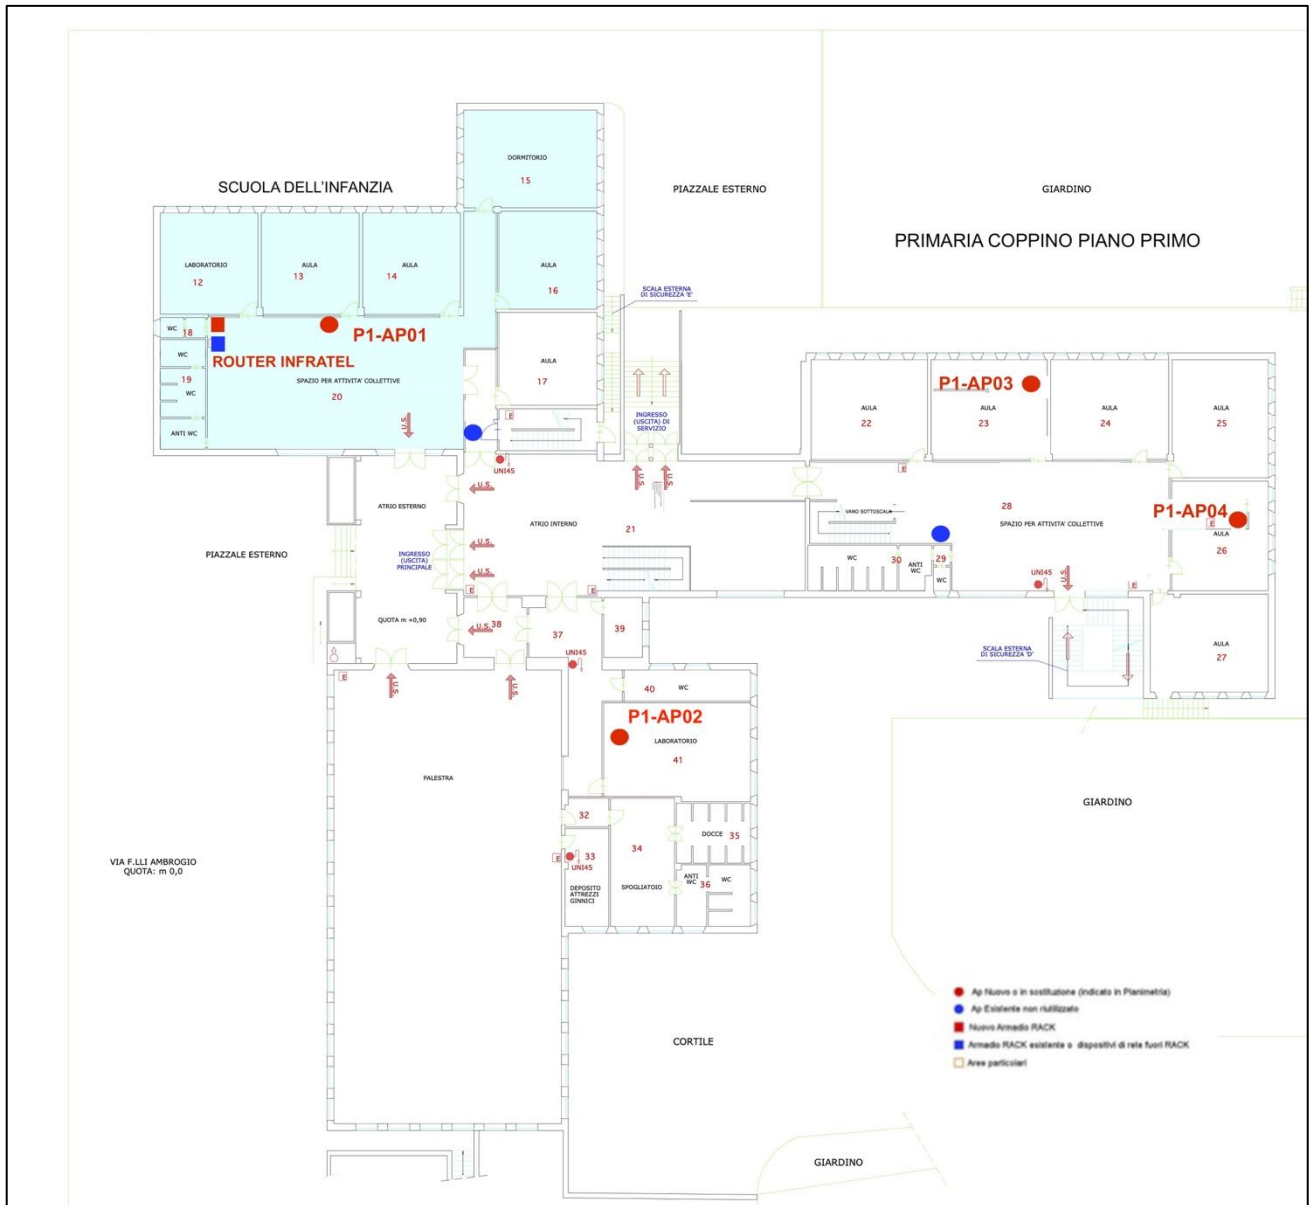 DORMITORIO
15
SCUOLA DELL'INFANZIA
PIAZZALE ESTERNO
GIARDINO
PRIMARIA COPPINO PIANO PRIMO
LABORATORIO
12
AULA
13
AULA
14
AULA
16
SCALA ESTERNA
DI SICUREZZA 'E'
WC
18
P1-AP01
ROUTER INFRATEL
WC
19
WC
ANTI WC
SPAZIO PER ATTIVITA' COLLETTIVE
20
U.S.
AULA
17
E
INGRESSO
(USCITA) DI
SERVIZIO
U.S
U.S
UNI45
P1-AP03
AULA
22
AULA
23
AULA
24
AULA
25
E
ATRIO ESTERNO
U.S.
ATRIO INTERNO
21
VANO SOTTOSCALA
28
SPAZIO PER ATTIVITA' COLLETTIVE
P1-AP04
E
AULA
26
PIAZZALE ESTERNO
INGRESSO
(USCITA)
PRINCIPALE
U.S.
U.S.
E
E
WC
30
ANTI
WC
29
WC
UNI45
U.S.
E
QUOTA m +0,90
U.S.
38
37
39
UNI45
SCALA ESTERNA
DI SICUREZZA 'D'
AULA
27
E
U.S
U.S
40
WC
P1-AP02
LABORATORIO
41
PALESTRA
GIARDINO
32
DOCCE
35
34
E
33
UNI45
VIA F.LLI AMBROGIO
QUOTA: m 0,0
DEPOSITO
ATTREZZI
GINNICI
SPOGLIATOIO
ANTI
WC
36
WC
Ap Nuovo o in sostituzione (indicato in Planimetria)
Ap Esistente non riutilizzato
Nuovo Armadio RACK
Armadio RACK esistente o dispositivi di rete fuori RACK
Aree particolari
CORTILE
GIARDINO